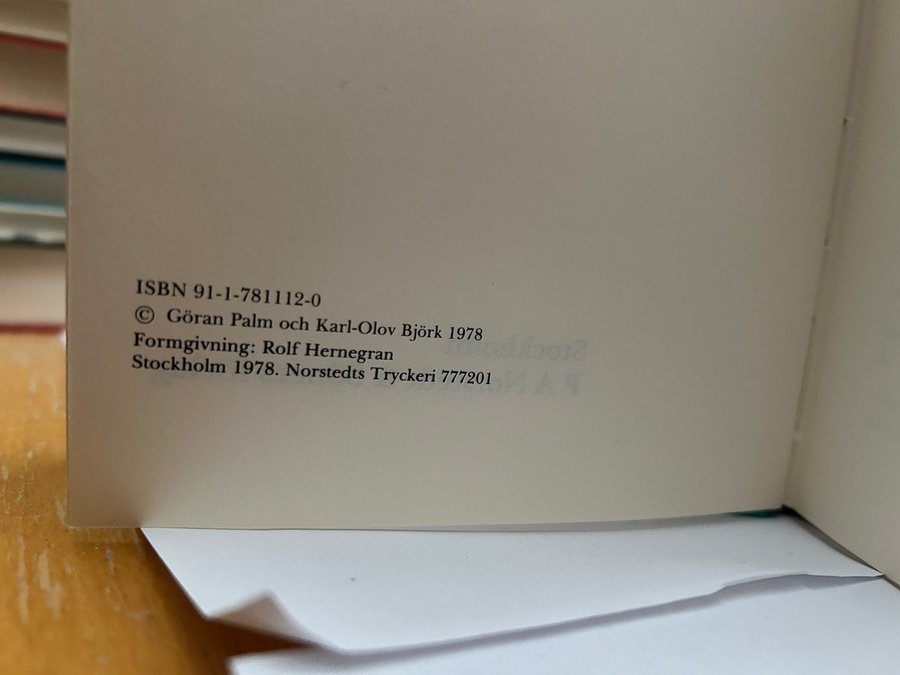 ISBN 91-1-781112-0
© Göran Palm och Karl-Olov Björk 1978
Formgivning: Rolf Hernegran
Stockholm 1978. Norstedts Tryckeri 777201